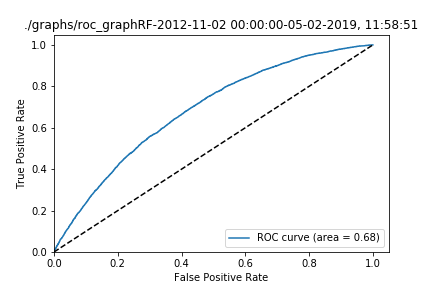 ./graphs/roc_graphRF-2012-11-02 00:00:00-05-02-2019, 11:58:51
1.0
0.8
0.6
0.4
0.2
0.0
True Positive Rate
ROC curve (area = 0.68)
0.0 0.2 0.4 0.6 0.8 1.0
False Positive Rate